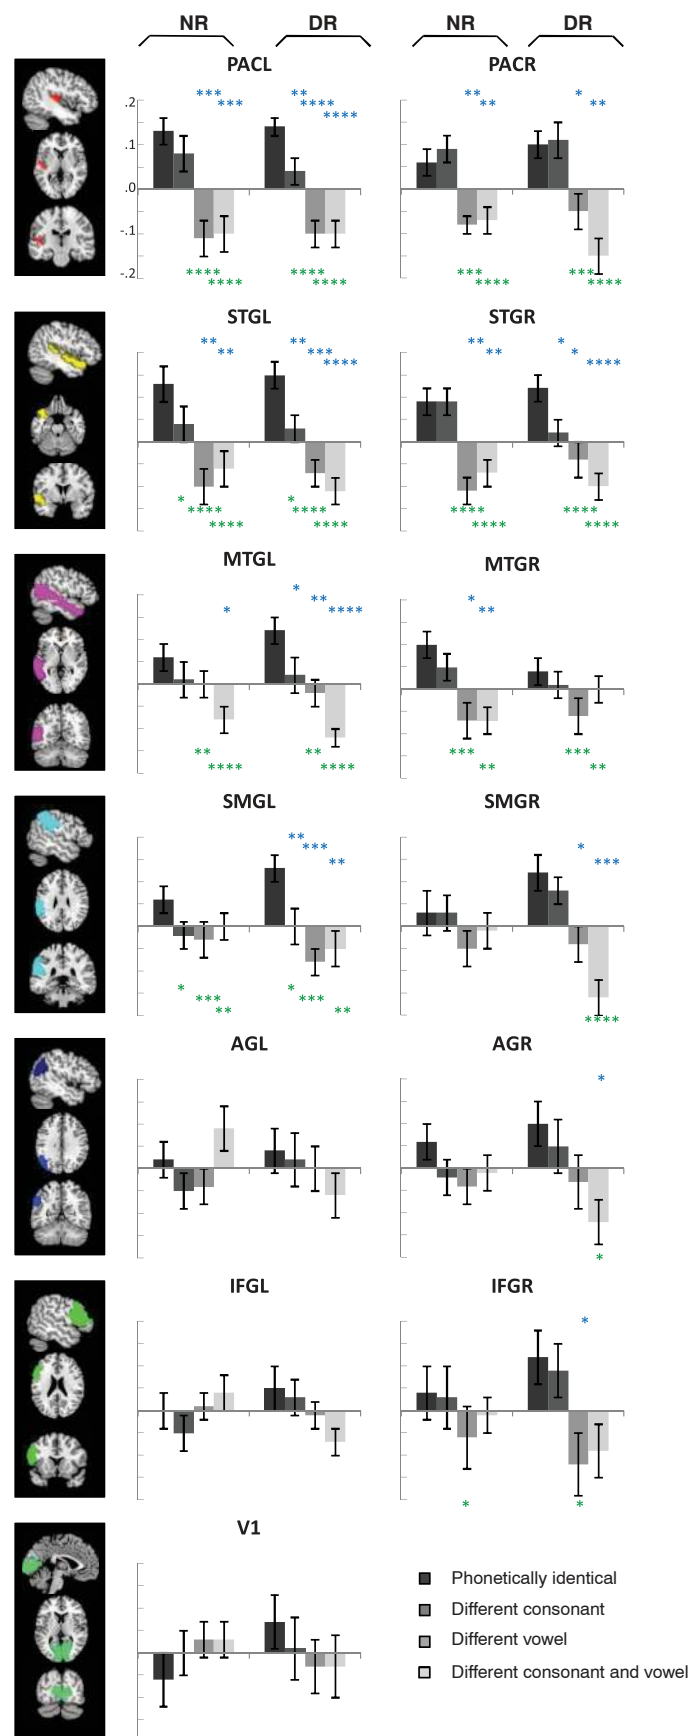 NR DR NR DR
PACL PACR
*** ** ** *
*** **** ** **
****
.2
.1
.0
-.1
-.2
**** **** *** ***
**** **** **** ****
STGL STGR
** ** ** *
** *** ** *
**** ****
* *
**** **** **** ****
**** **** **** ****
MTGL MTGR
* *
* ** **
****
** ** *** ***
**** **** ** **
SMGL SMGR
** *
***
** ***
* *
*** ***
** ** ****
AGL AGR
*
*
IFGL IFGR
*
* *
V1
Phonetically identical
Different consonant
Different vowel
Different consonant and vowel